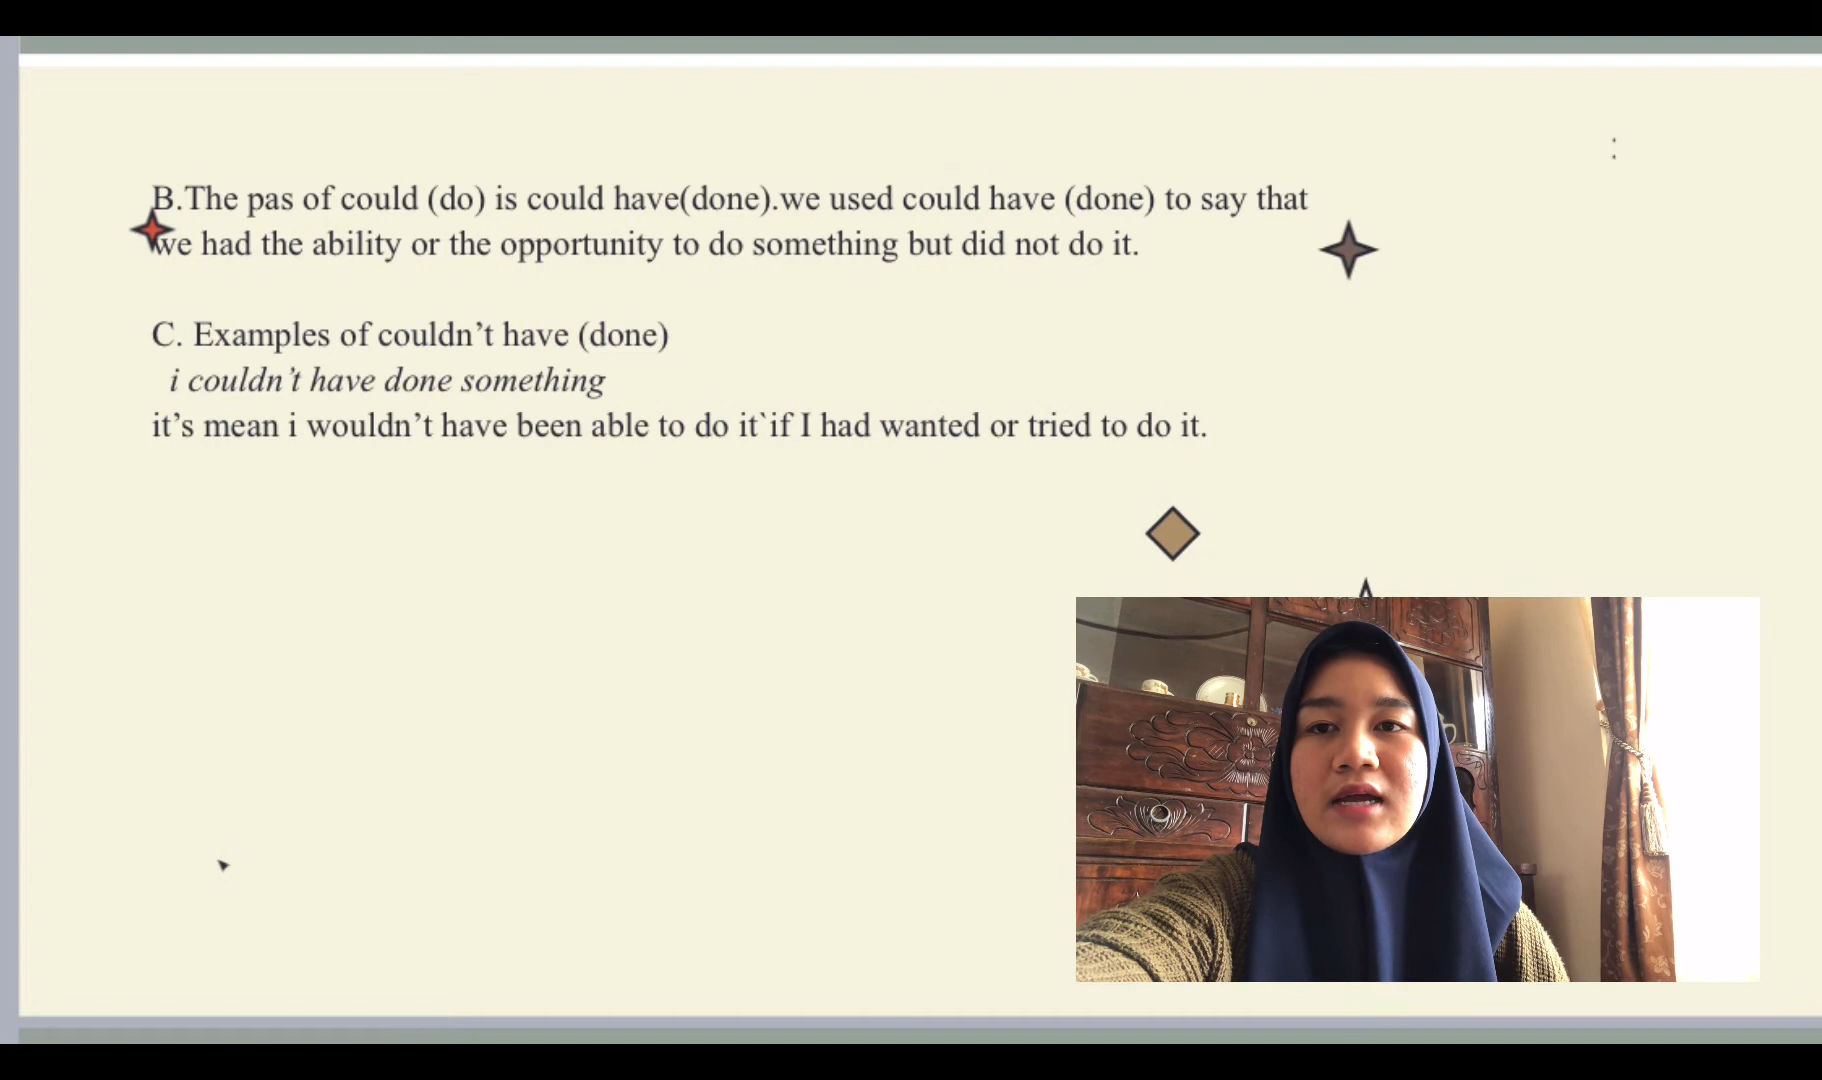 B.The pas of could (do) is could have(done).we used could have (done) to say that
we had the ability or the opportunity to do something but did not do it.
C. Examples of couldn’t have (done)
i couldn’t have done something
it’s mean i wouldn’t have been able to do it`if I had wanted or tried to do it.